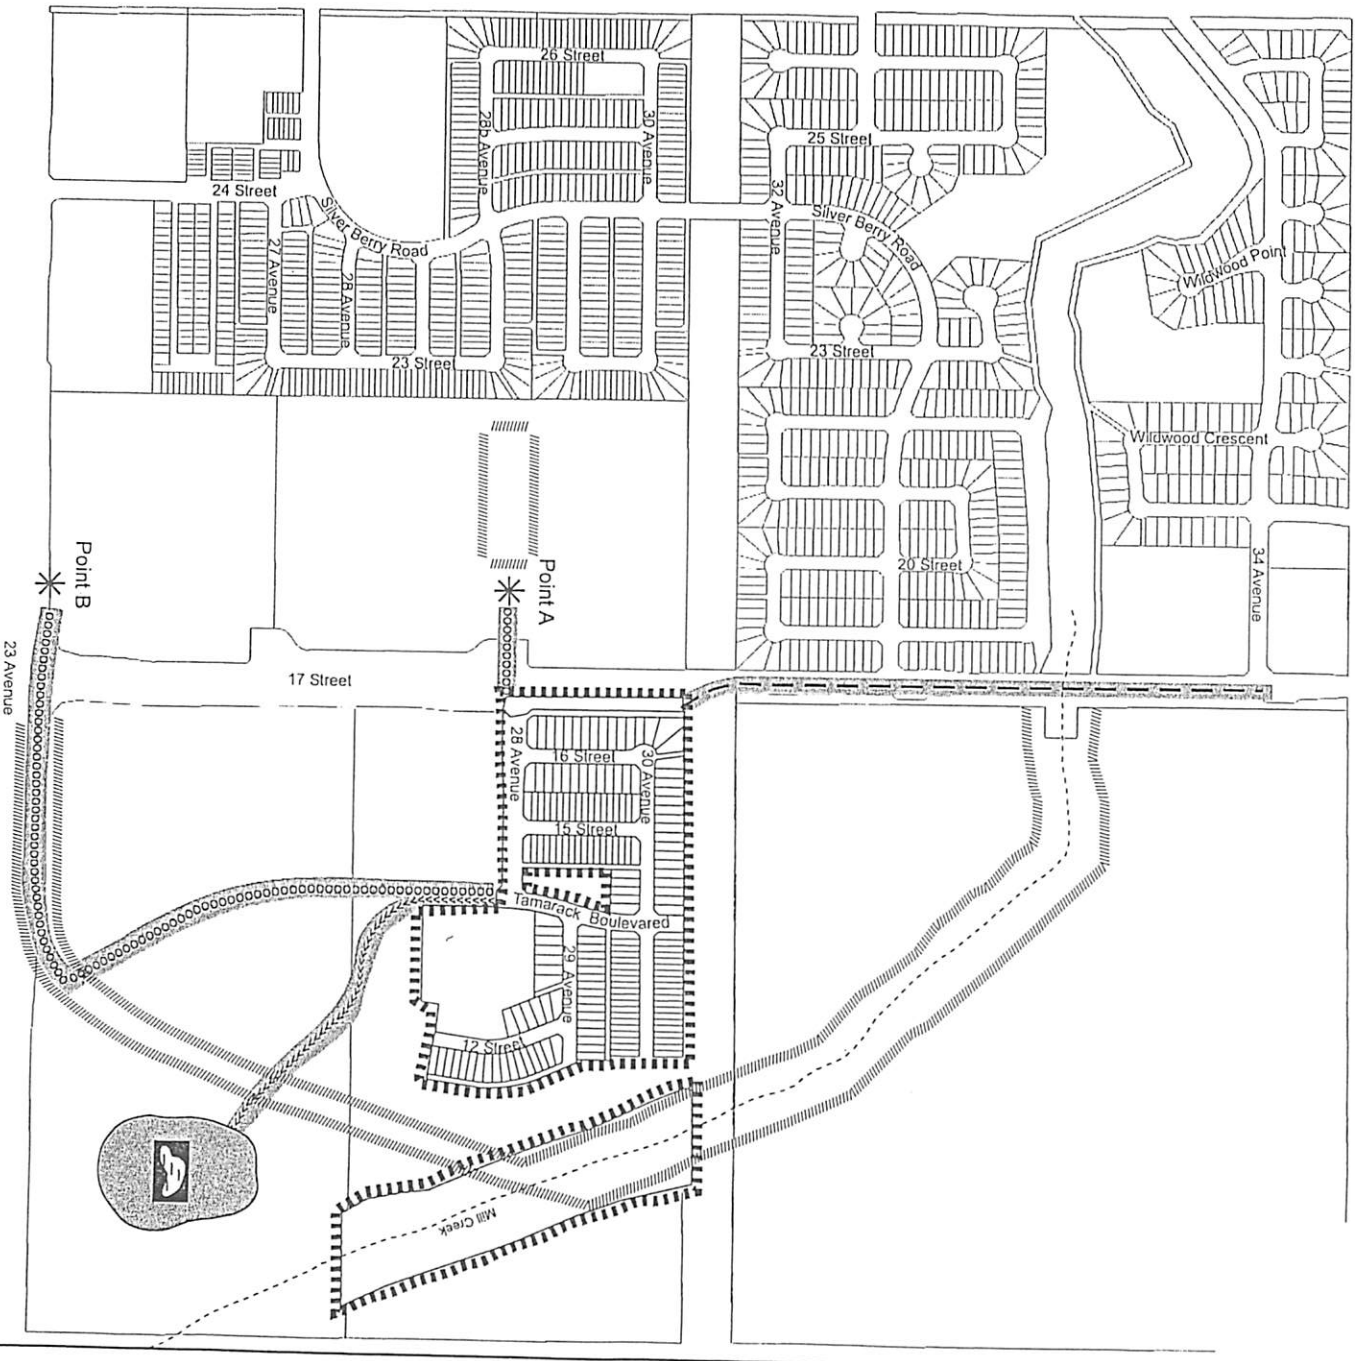 26 Street
28b Avenue
30 Avenue
25 Street
24 Street
32 Avenue
Silver Berry Road
Silver Berry Road
27 Avenue
28 Avenue
Wildwood Point
23 Street
23 Street
Wildwood Crescent
20 Street
34 Avenue
Point B
Point A
23 Avenue
17 Street
28 Avenue
16 Street
30 Avenue
15 Street
Tamarack Boulevared
29 Avenue
12 Street
Mill Creek